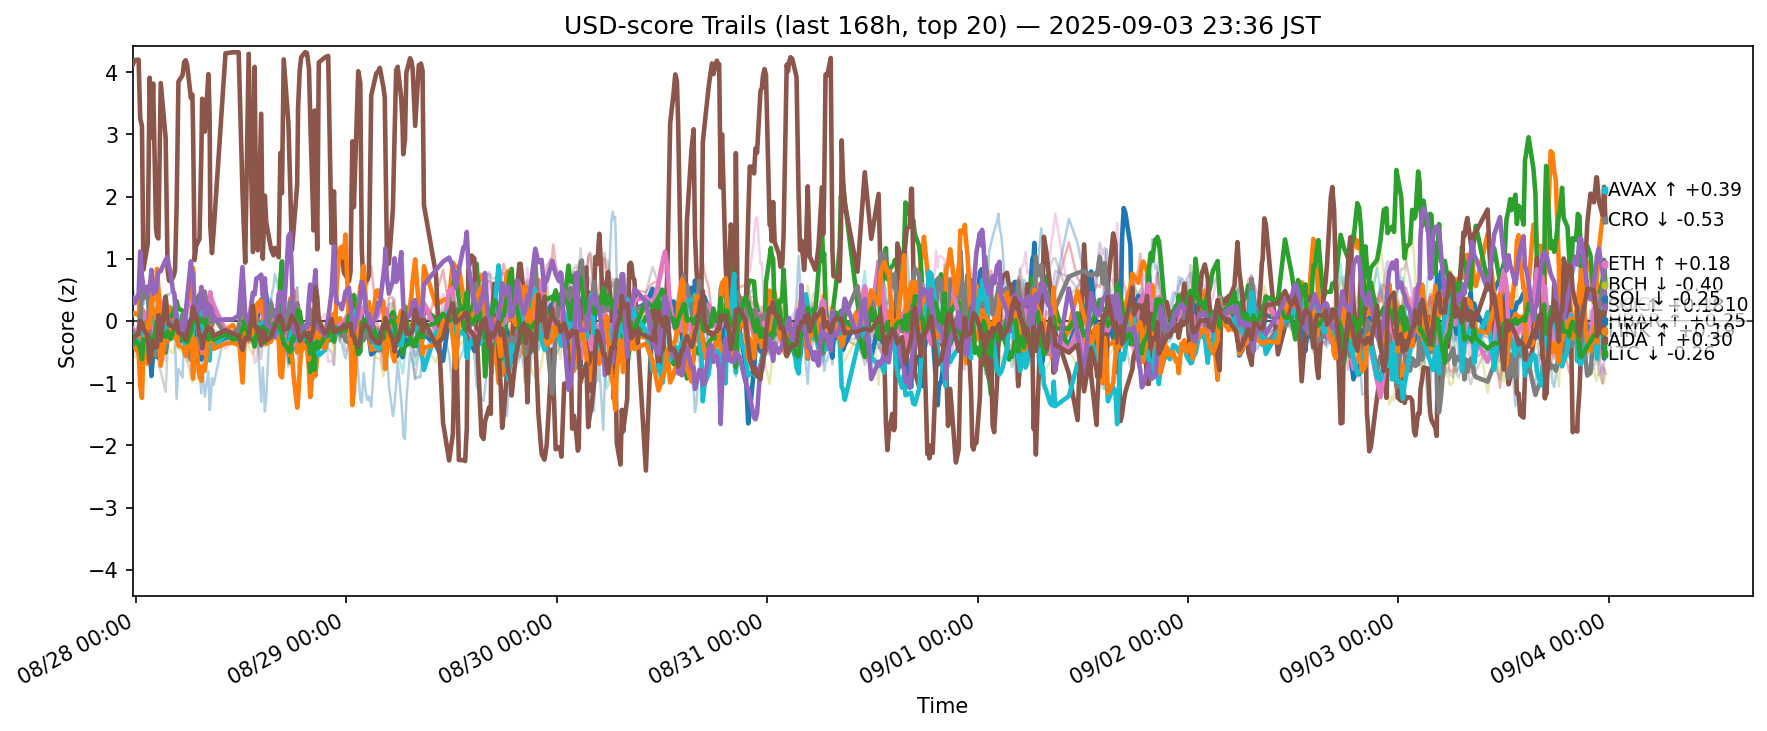 USD-score Trails (last 168h, top 20) — 2025-09-03 23:36 JST
Score (z)
4
3
2
1
0
−1
−2
−3
−4
AVAX ↑ +0.39
CRO ↓ -0.53
ETH ↑ +0.18
BCH ↓ -0.40
SOL ↓ -0.25
ADA ↑ +0.30
LTC ↓ -0.26
08/28 00:00
08/29 00:00
08/30 00:00
08/31 00:00
09/01 00:00
09/02 00:00
09/03 00:00
09/04 00:00
Time